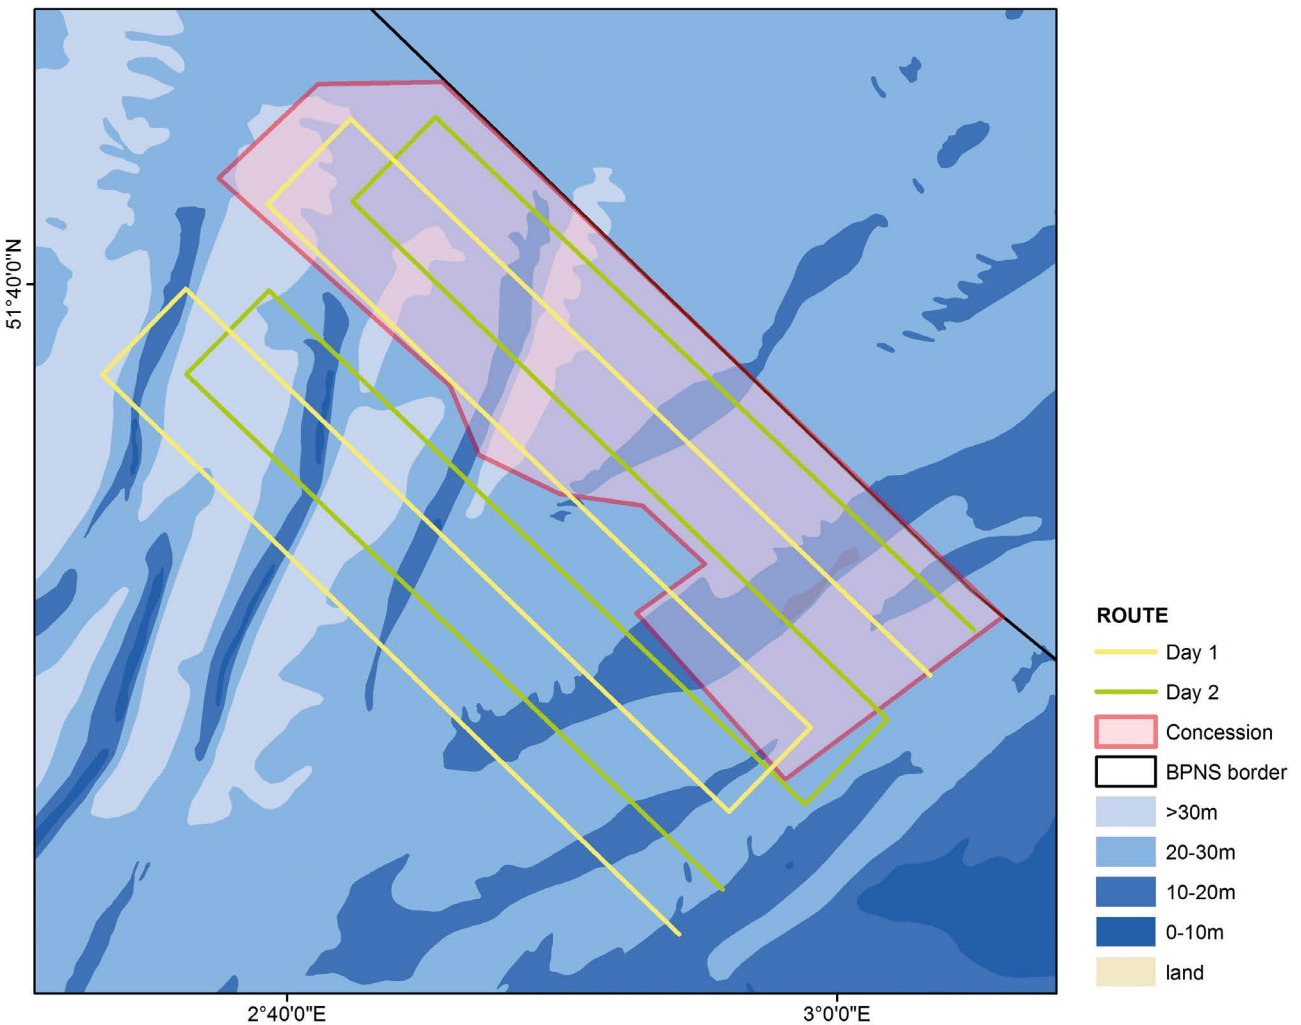 51°40'0"N
2°40'0"E
3°0'0"E
ROUTE
Day 1
Day 2
Concession
BPNS border
>30m
20-30m
10-20m
0-10m
land